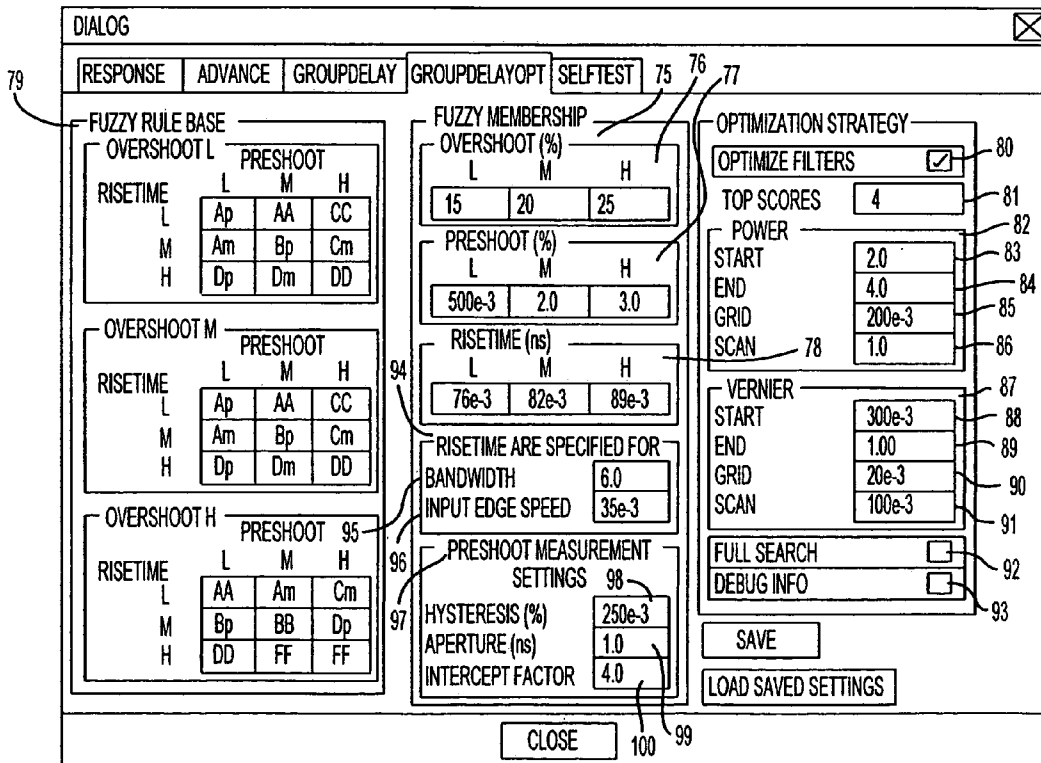 DIALOG
RESPONSE ADVANCE GROUPDELAY GROUPDELAYOPT SELFTEST
79
75
76
77
FUZZY RULE BASE
OVERSHOOT L
PRESHOOT
RISETIME L M H
L Ap AA CC
M Am Bp Cm
H Dp Dm DD
OVERSHOOT M
PRESHOOT
RISETIME L M H
L Ap AA CC
M Am Bp Cm
H Dp Dm DD
OVERSHOOT H
PRESHOOT
RISETIME L M H
L AA Am Cm
M Bp BB Dp
H DD FF FF
FUZZY MEMBERSHIP
OVERSHOOT (%)
L M H
15 20 25
PRESHOOT (%)
L M H
500e-3 2.0 3.0
RISETIME (ns)
78
L M H
76e-3 82e-3 89e-3
94
RISETIME ARE SPECIFIED FOR
BANDWIDTH 6.0
INPUT EDGE SPEED 35e-3
95
96
PRESHOOT MEASUREMENT
SETTINGS 98
97
HYSTERESIS (%) 250e-3
APERTURE (ns) 1.0
INTERCEPT FACTOR 4.0
99
100
OPTIMIZATION STRATEGY
OPTIMIZE FILTERS 80
TOP SCORES 4 81
POWER 82
START 2.0 83
END 4.0 84
GRID 200e-3 85
SCAN 1.0 86
VERNIER 87
START 300e-3 88
END 1.00 89
GRID 20e-3 90
SCAN 100e-3 91
FULL SEARCH 92
DEBUG INFO 93
SAVE
LOAD SAVED SETTINGS
CLOSE